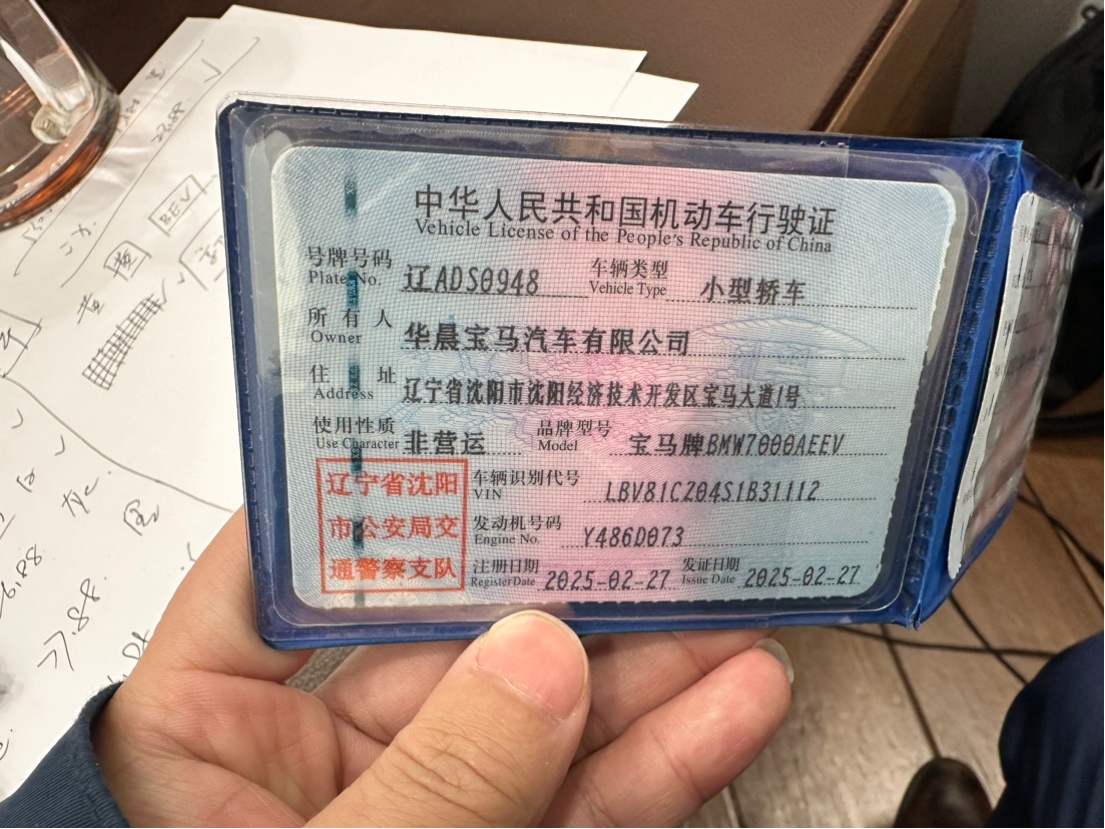 中华人民共和国机动车行驶证
Vehicle License of the People's Republic of China
号牌号码 辽ADS0948 车辆类型 小型轿车
Plate No. Vehicle Type
所有人 华晨宝马汽车有限公司
Owner
住址 辽宁省沈阳市沈阳经济技术开发区宝马大道1号
Address
使用性质 非营运 品牌型号 宝马牌BMW7000AEEV
Use Character Model
辽宁省沈阳
市公安局交
通警察支队
车辆识别代号 LBV81CZ04S1B31112
VIN
发动机号码 Y486D073
Engine No.
注册日期 2025-02-27 发证日期 2025-02-27
Register Date Issue Date
BEV